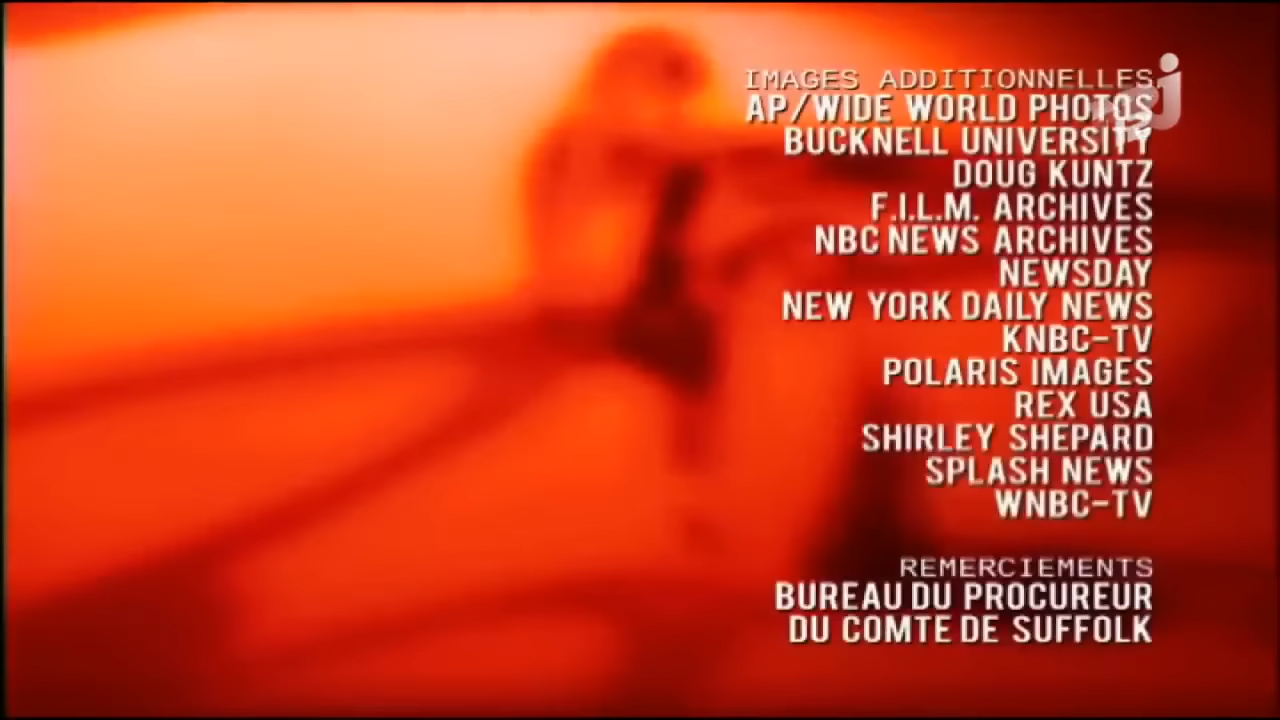 IMAGES ADDITIONNELLES
AP/WIDE WORLD PHOTOS
BUCKNELL UNIVERSITY
DOUG KUNTZ
F.I.L.M. ARCHIVES
NBC NEWS ARCHIVES
NEWSDAY
NEW YORK DAILY NEWS
KNBC-TV
POLARIS IMAGES
REX USA
SHIRLEY SHEPARD
SPLASH NEWS
WNBC-TV
REMERCIEMENTS
BUREAU DU PROCUREUR
DU COMTE DE SUFFOLK